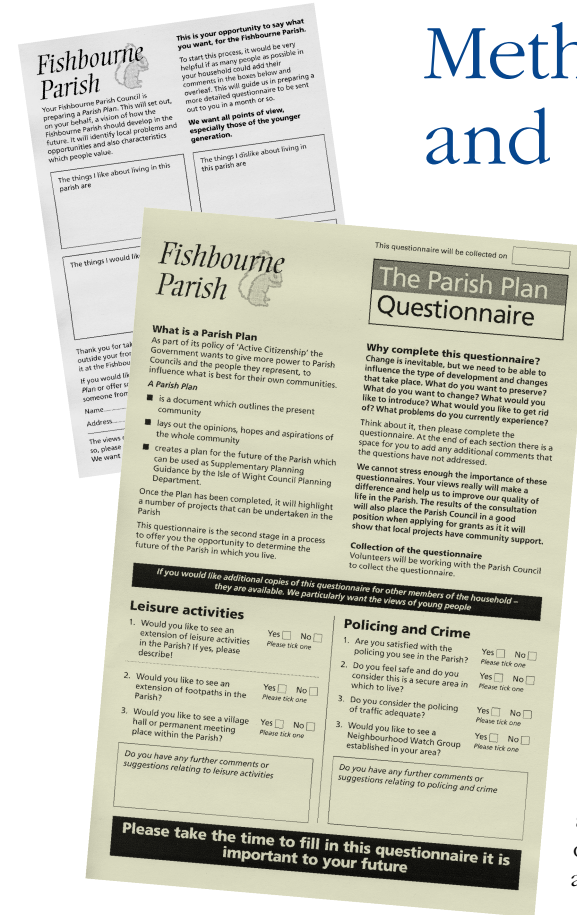 Meth
and
Fishbourne
Parish
Your Fishbourne Parish Council is
preparing a Parish Plan. This will set out,
on your behalf, a vision of how the
Fishbourne Parish should develop in the
future. It will identify local problems and
opportunities and also characteristics
which people value.
This is your opportunity to say what
you want, for the Fishbourne Parish.
To start this process, it would be very
helpful if as many people as possible in
your household could add their
comments in the boxes below and
overleaf. This will guide us in preparing a
more detailed questionnaire to be sent
out to you in a month or so.
We want all points of view,
especially those of the younger
generation.
The things I like about living in this
parish are
The things I dislike about living in
this parish are
The things I would lik
Thank you for tak
outside your fron
it at the Fishbou
If you would lik
Plan or offer s
someone from
Name
Address
The views
so, please
We want
Fishbourne
Parish
This questionnaire will be collected on
The Parish Plan
Questionnaire
What is a Parish Plan
As part of its policy of 'Active Citizenship' the
Government wants to give more power to Parish
Councils and the people they represent, to
influence what is best for their own communities.
A Parish Plan
■ is a document which outlines the present
community
■ lays out the opinions, hopes and aspirations of
the whole community
■ creates a plan for the future of the Parish which
can be used as Supplementary Planning
Guidance by the Isle of Wight Council Planning
Department.
Once the Plan has been completed, it will highlight
a number of projects that can be undertaken in the
Parish
This questionnaire is the second stage in a process
to offer you the opportunity to determine the
future of the Parish in which you live.
Why complete this questionnaire?
Change is inevitable, but we need to be able to
influence the type of development and changes
that take place. What do you want to preserve?
What do you want to change? What would you
like to introduce? What would you like to get rid
of? What problems do you currently experience?
Think about it, then please complete the
questionnaire. At the end of each section there is a
space for you to add any additional comments that
the questions have not addressed.
We cannot stress enough the importance of these
questionnaires. Your views really will make a
difference and help us to improve our quality of
life in the Parish. The results of the consultation
will also place the Parish Council in a good
position when applying for grants as it it will
show that local projects have community support.
Collection of the questionnaire
Volunteers will be working with the Parish Council
to collect the questionnaire.
If you would like additional copies of this questionnaire for other members of the household –
they are available. We particularly want the views of young people
Leisure activities
1. Would you like to see an
extension of leisure activities
in the Parish? If yes, please
describe!
Yes No
Please tick one
2. Would you like to see an
extension of footpaths in the
Parish?
Yes No
Please tick one
3. Would you like to see a village
hall or permanent meeting
place within the Parish?
Yes No
Please tick one
Do you have any further comments or
suggestions relating to leisure activities
Policing and Crime
1. Are you satisfied with the
policing you see in the Parish?
Yes No
Please tick one
2. Do you feel safe and do you
consider this is a secure area in
which to live?
Yes No
Please tick one
3. Do you consider the policing
of traffic adequate?
Yes No
Please tick one
3. Would you like to see a
Neighbourhood Watch Group
established in your area?
Yes No
Please tick one
Do you have any further comments or
suggestions relating to policing and crime
Please take the time to fill in this questionnaire it is
important to your future